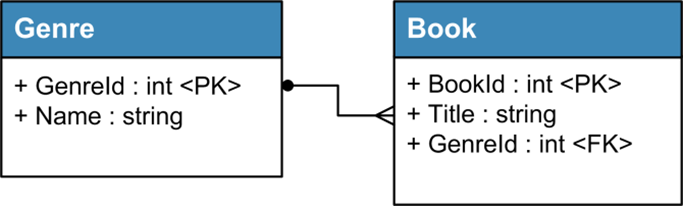 Genre
+ GenreId : int <PK>
+ Name : string
Book
+ BookId : int <PK>
+ Title : string
+ GenreId : int <FK>